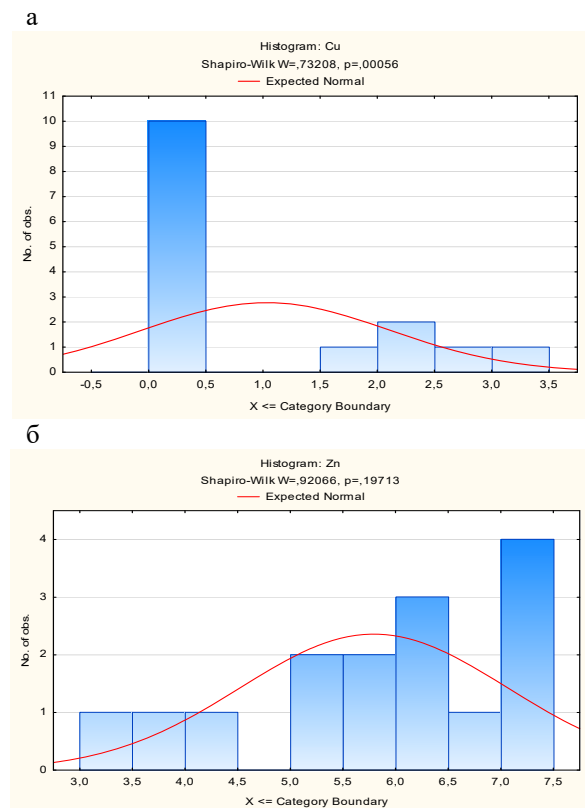 а
Histogram: Cu
Shapiro-Wilk W=,73208, p=,00056
Expected Normal
11
10
9
8
7
6
5
4
3
2
1
0
No. of obs.
-0,5 0,0 0,5 1,0 1,5 2,0 2,5 3,0 3,5
X <= Category Boundary
б
Histogram: Zn
Shapiro-Wilk W=,92066, p=,19713
Expected Normal
4
3
2
1
0
No. of obs.
3,0 3,5 4,0 4,5 5,0 5,5 6,0 6,5 7,0 7,5
X <= Category Boundary